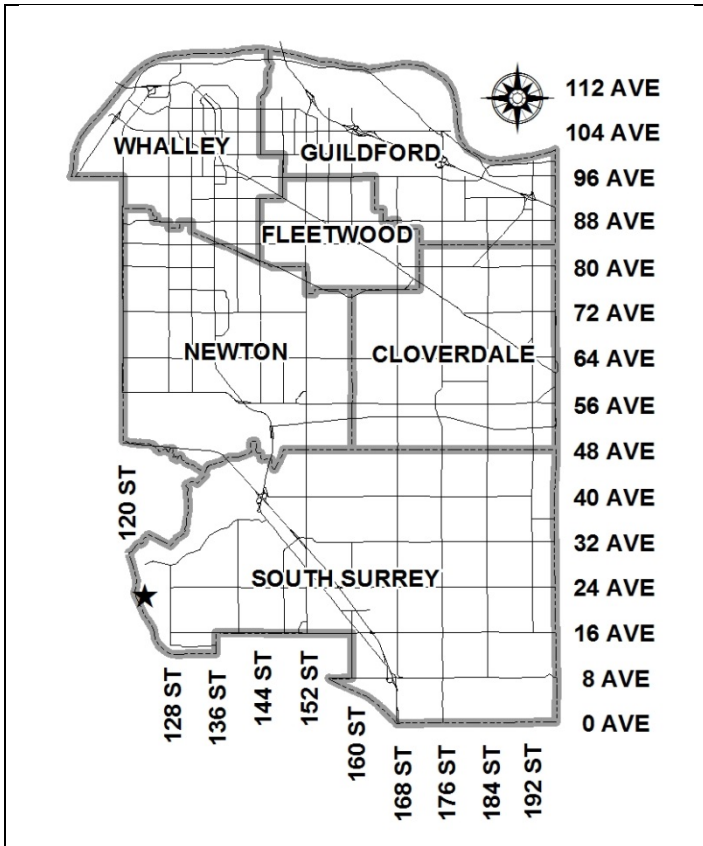 112 AVE
104 AVE
WHALLEY
GUILDFORD
96 AVE
88 AVE
FLEETWOOD
80 AVE
72 AVE
NEWTON
CLOVERDALE
64 AVE
56 AVE
48 AVE
120 ST
40 AVE
32 AVE
SOUTH SURREY
24 AVE
16 AVE
128 ST
136 ST
144 ST
152 ST
160 ST
8 AVE
0 AVE
168 ST
176 ST
184 ST
192 ST